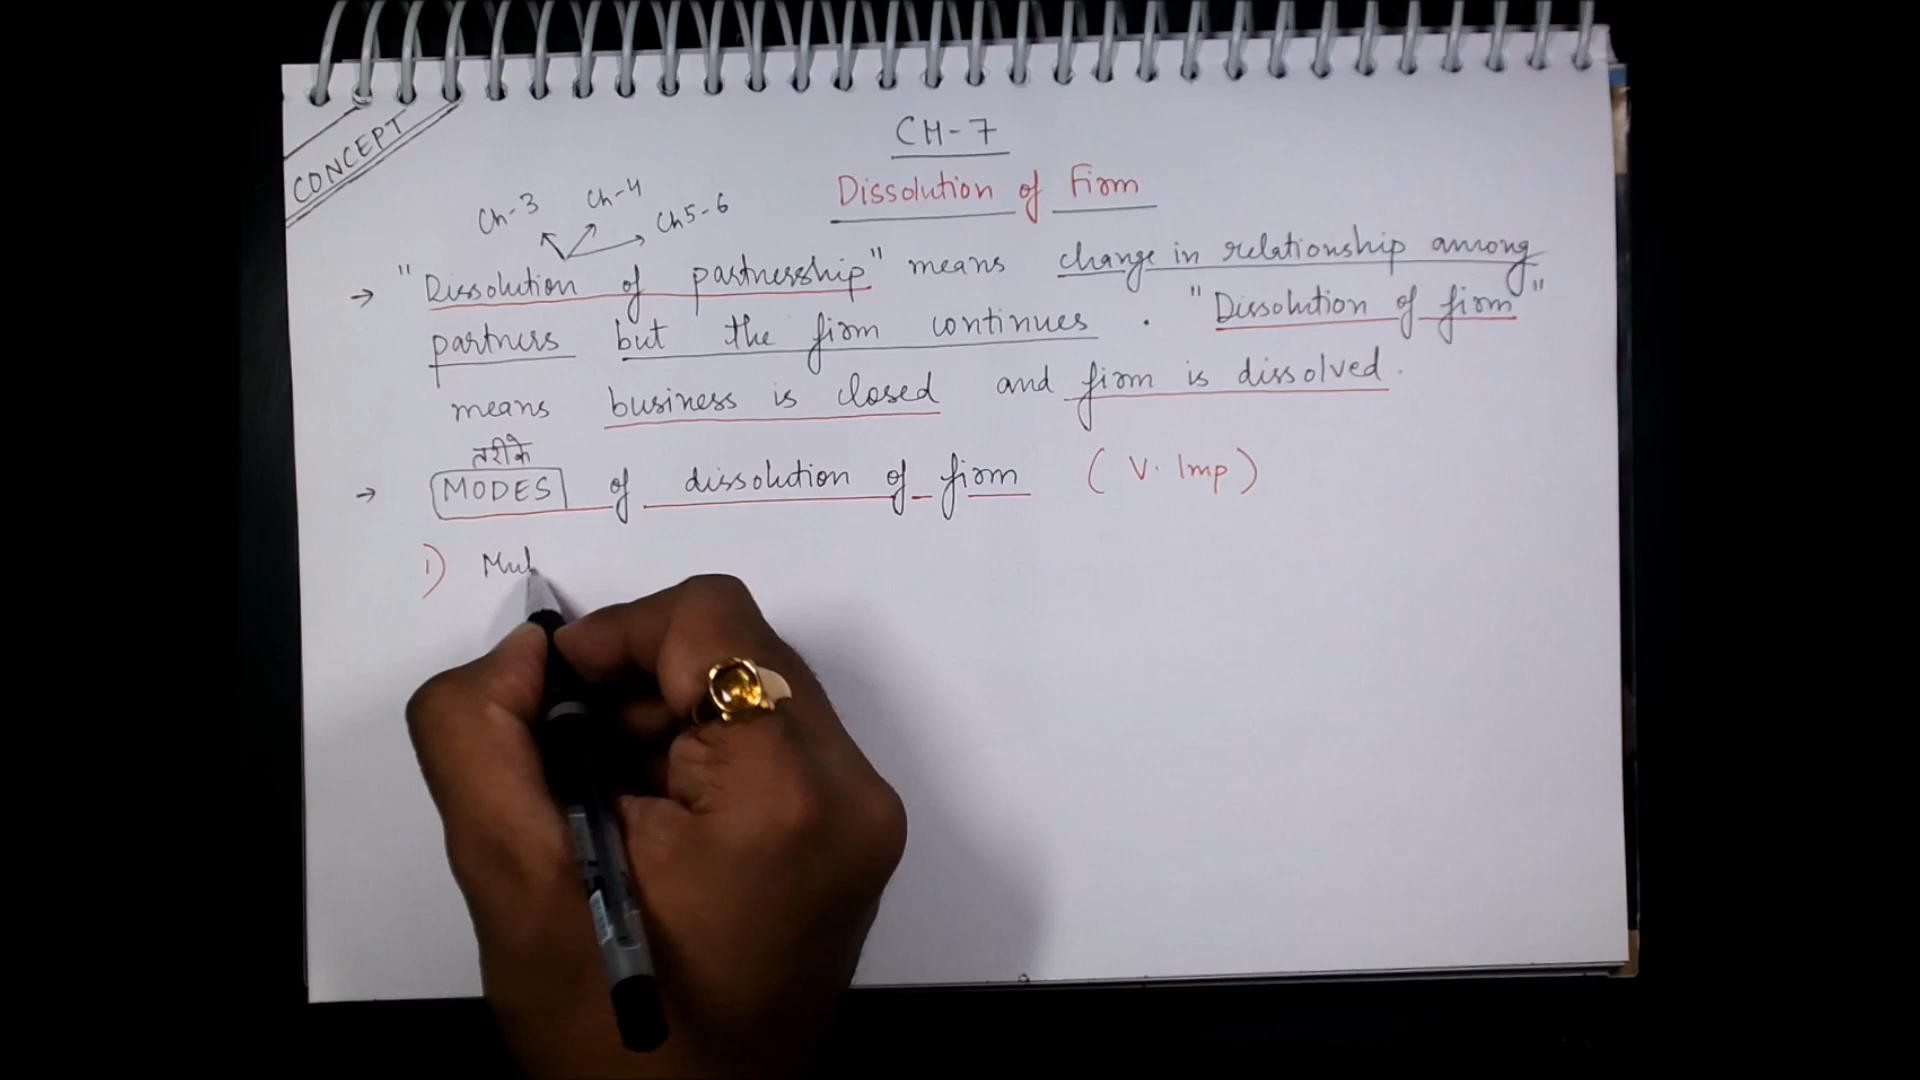 CONCEPT
CH-7
Dissolution of Firm
Ch-3 Ch-4 Ch5-6
→ "Dissolution of partnership" means change in relationship among
partners but the firm continues . "Dissolution of firm"
means business is closed and firm is dissolved.
तरीके
→ MODES of dissolution of firm ( V. Imp )
1) Mut